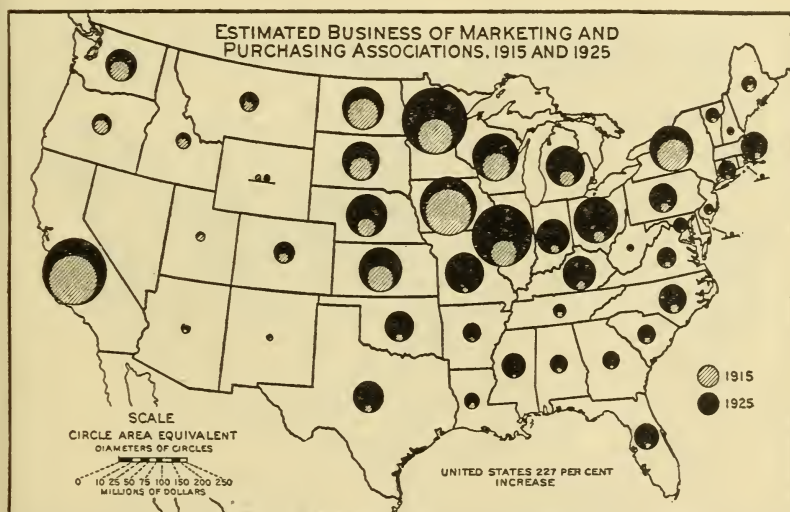 ESTIMATED BUSINESS OF MARKETING AND
PURCHASING ASSOCIATIONS, 1915 AND 1925
1915
1925
SCALE
CIRCLE AREA EQUIVALENT
DIAMETERS OF CIRCLES
0 10 25 50 75 100 150 200 250
MILLIONS OF DOLLARS
UNITED STATES 227 PER CENT
INCREASE